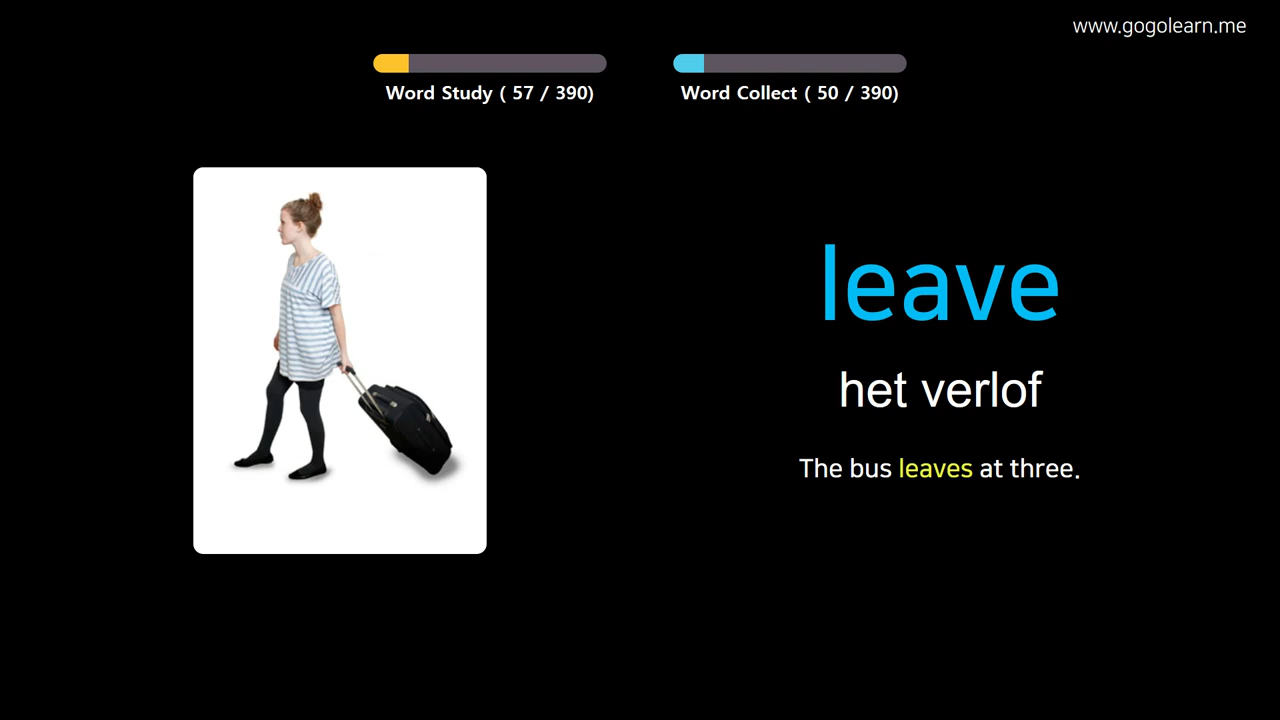 www.gogolearn.me
Word Study ( 57 / 390)
Word Collect ( 50 / 390)
leave
het verlof
The bus leaves at three.